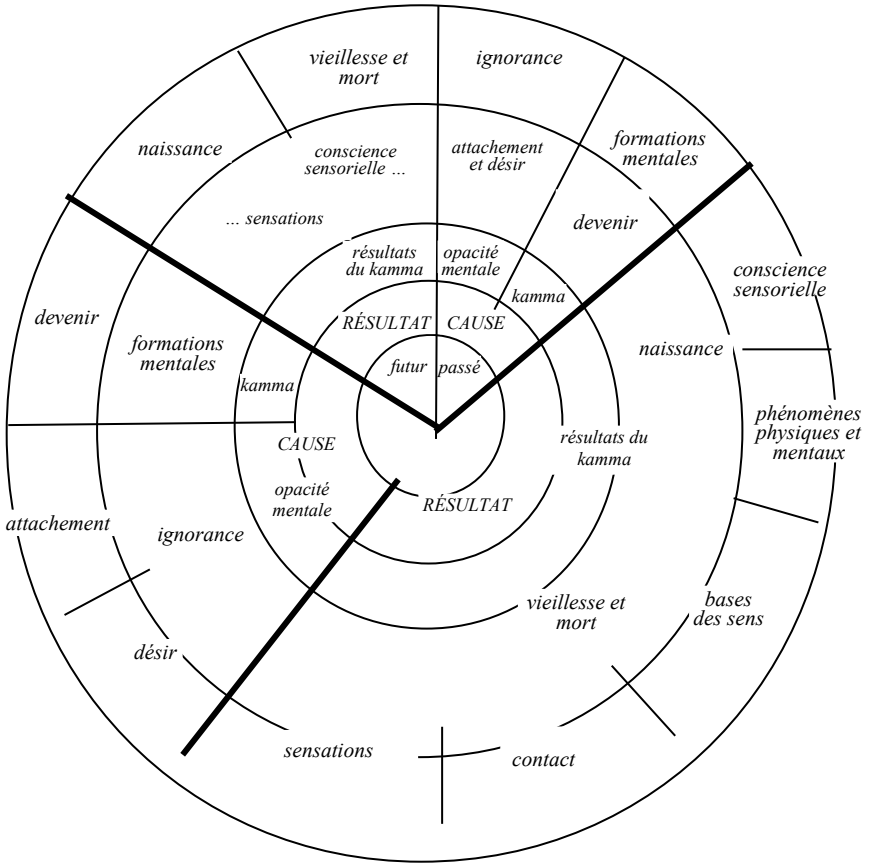 vieillesse et
mort
ignorance
naissance
conscience
sensorielle ...
attachement
et désir
formations
mentales
... sensations
devenir
résultats
du kamma
opacité
mentale
conscience
sensorielle
kamma
devenir
RÉSULTAT
CAUSE
formations
mentales
naissance
futur
passé
kamma
phénomènes
physiques et
mentaux
CAUSE
résultats du
kamma
opacité
mentale
RÉSULTAT
attachement
ignorance
vieillesse et
mort
bases
des sens
désir
sensations
contact